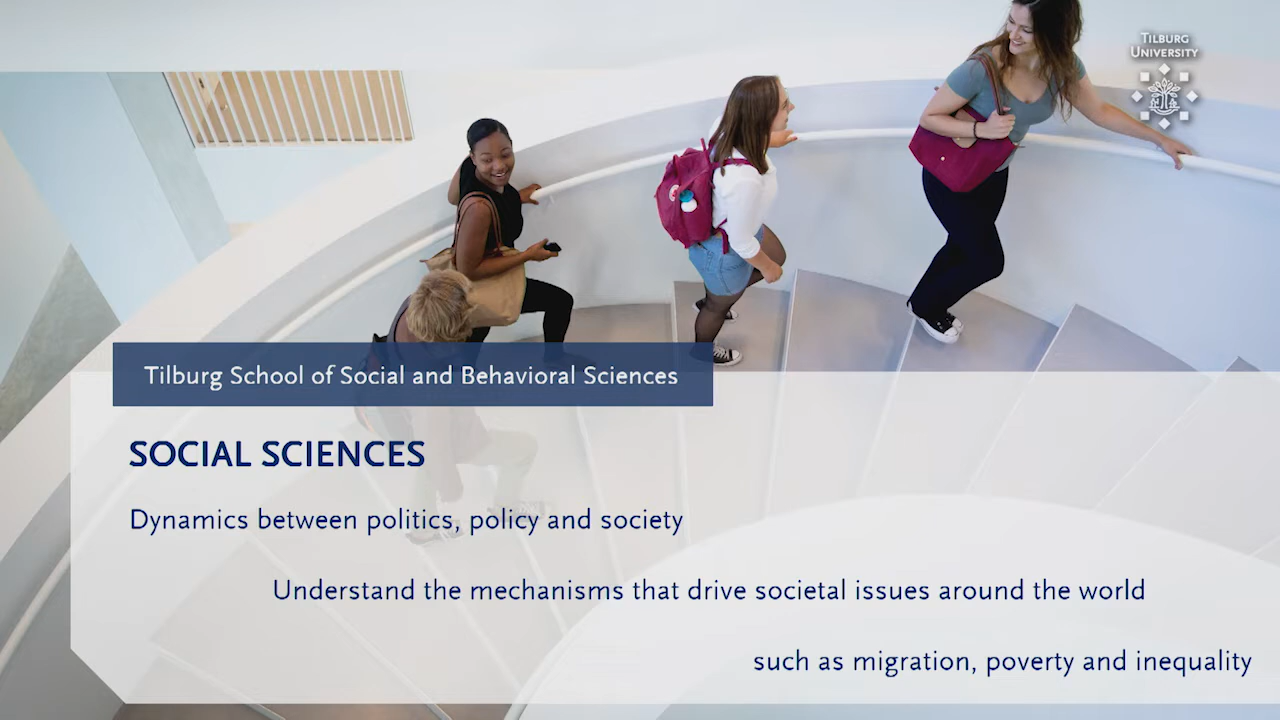 TILBURG
UNIVERSITY
Tilburg School of Social and Behavioral Sciences
SOCIAL SCIENCES
Dynamics between politics, policy and society
Understand the mechanisms that drive societal issues around the world
such as migration, poverty and inequality